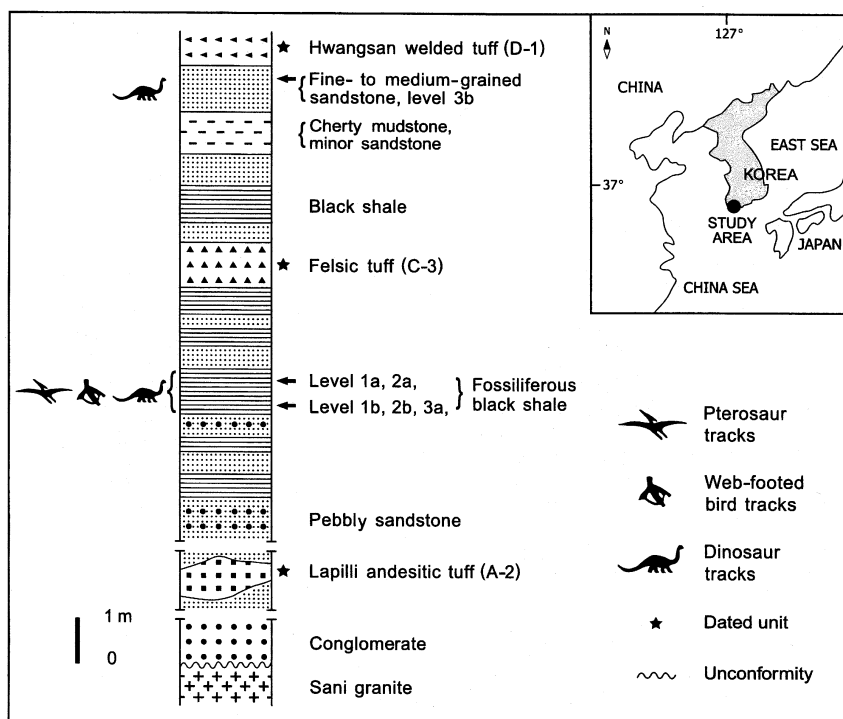 Hwangsan welded tuff (D-1)
Fine- to medium-grained
sandstone, level 3b
Cherty mudstone,
minor sandstone
Black shale
Felsic tuff (C-3)
Level 1a, 2a,
Level 1b, 2b, 3a,
Fossiliferous
black shale
Pebbly sandstone
Lapilli andesitic tuff (A-2)
1 m
0
Conglomerate
Sani granite
127°
N
CHINA
EAST SEA
KOREA
37°
STUDY
AREA
JAPAN
CHINA SEA
Pterosaur
tracks
Web-footed
bird tracks
Dinosaur
tracks
Dated unit
Unconformity